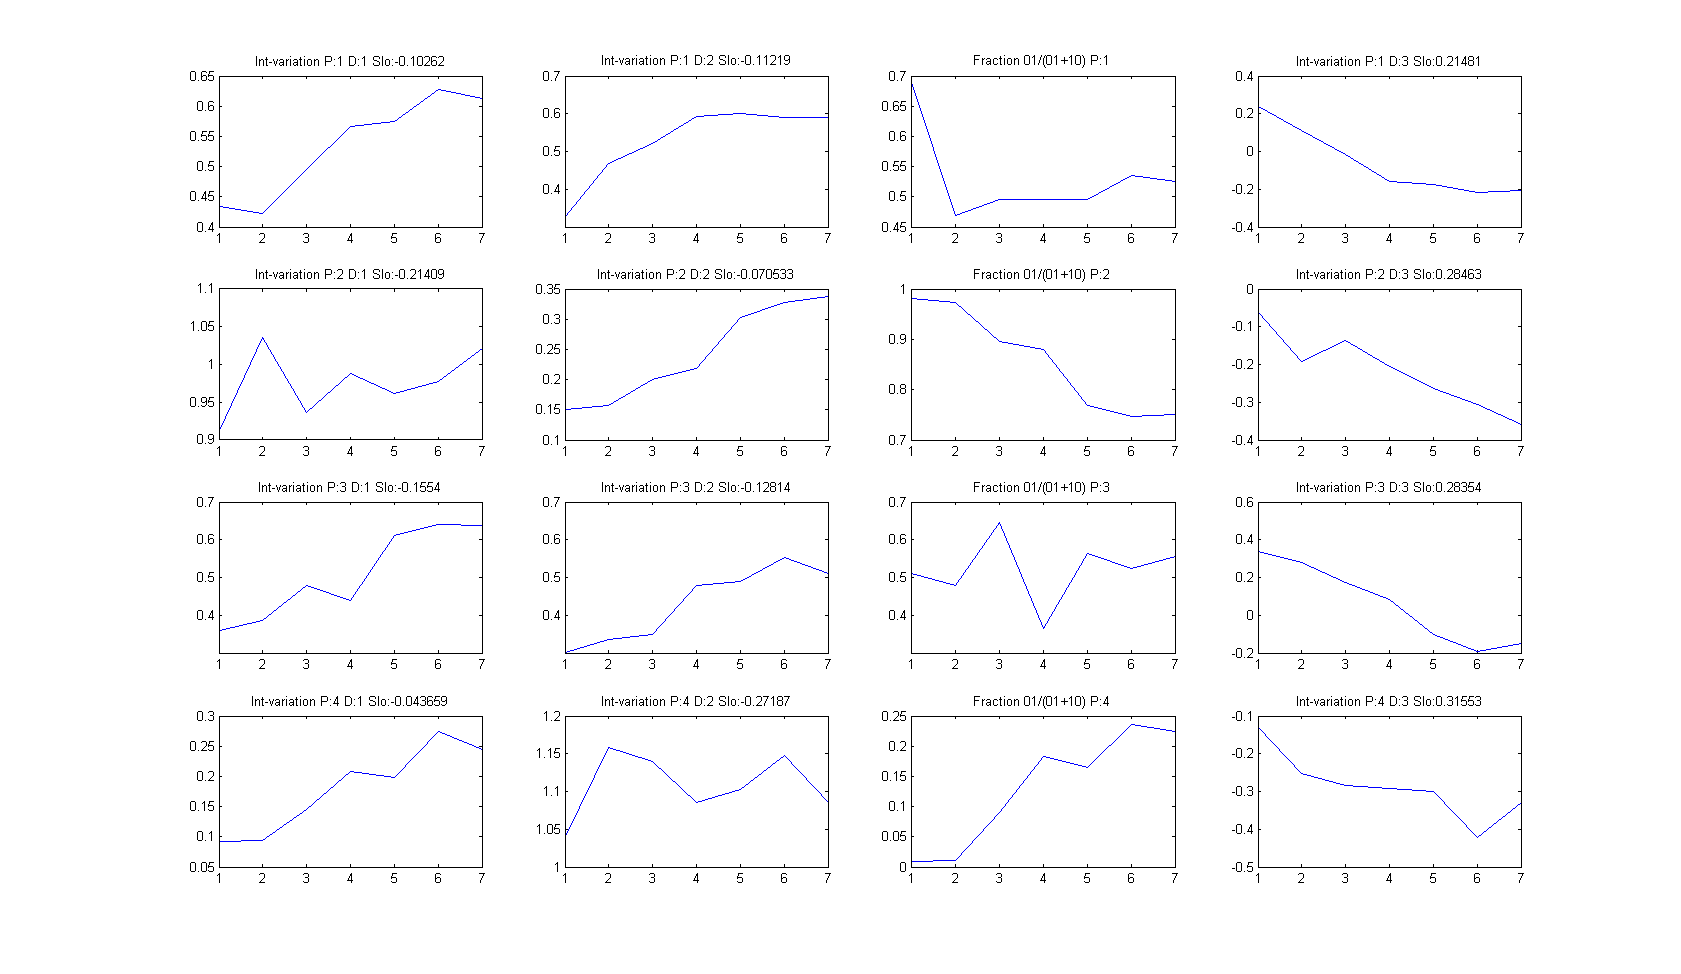 Int-variation P:1 D:1 Slo:-0.10262
0.65
0.6
0.55
0.5
0.45
0.4
1 2 3 4 5 6 7
Int-variation P:1 D:2 Slo:-0.11219
0.7
0.6
0.5
0.4
1 2 3 4 5 6 7
Fraction 01/(01+10) P:1
0.7
0.65
0.6
0.55
0.5
0.45
1 2 3 4 5 6 7
Int-variation P:1 D:3 Slo:0.21481
0.4
0.2
0
-0.2
-0.4
1 2 3 4 5 6 7
Int-variation P:2 D:1 Slo:-0.21409
1.1
1.05
1
0.95
0.9
1 2 3 4 5 6 7
Int-variation P:2 D:2 Slo:-0.070533
0.35
0.3
0.25
0.2
0.15
0.1
1 2 3 4 5 6 7
Fraction 01/(01+10) P:2
1
0.9
0.8
0.7
1 2 3 4 5 6 7
Int-variation P:2 D:3 Slo:0.28463
0
-0.1
-0.2
-0.3
-0.4
1 2 3 4 5 6 7
Int-variation P:3 D:1 Slo:-0.1554
0.7
0.6
0.5
0.4
1 2 3 4 5 6 7
Int-variation P:3 D:2 Slo:-0.12814
0.7
0.6
0.5
0.4
1 2 3 4 5 6 7
Fraction 01/(01+10) P:3
0.7
0.6
0.5
0.4
1 2 3 4 5 6 7
Int-variation P:3 D:3 Slo:0.28354
0.6
0.4
0.2
0
-0.2
1 2 3 4 5 6 7
Int-variation P:4 D:1 Slo:-0.043659
0.3
0.25
0.2
0.15
0.1
0.05
1 2 3 4 5 6 7
Int-variation P:4 D:2 Slo:-0.27187
1.2
1.15
1.1
1.05
1
1 2 3 4 5 6 7
Fraction 01/(01+10) P:4
0.25
0.2
0.15
0.1
0.05
0
1 2 3 4 5 6 7
Int-variation P:4 D:3 Slo:0.31553
-0.1
-0.2
-0.3
-0.4
-0.5
1 2 3 4 5 6 7